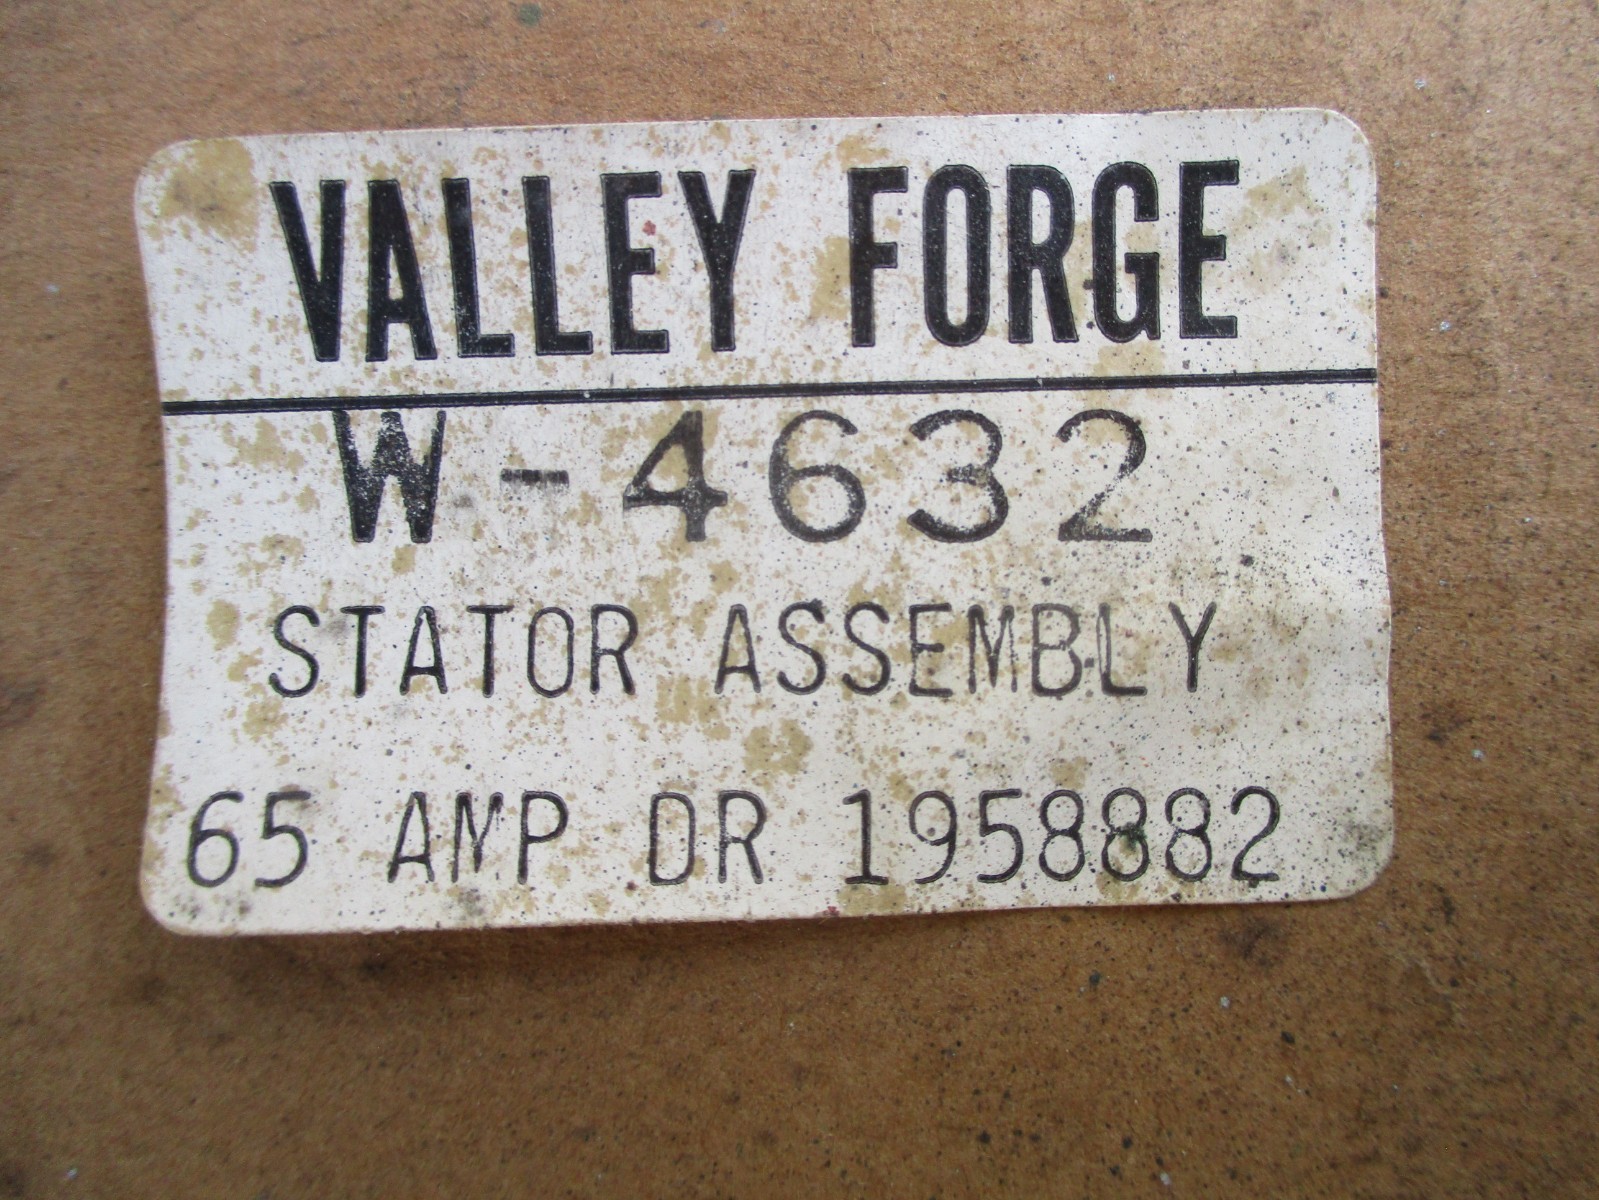 VALLEY FORGE
W-4632
STATOR ASSEMBLY
65 AMP DR 1958882